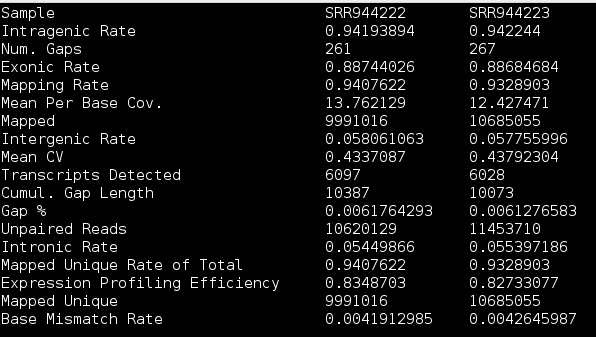 Sample SRR944222 SRR944223
Intragenic Rate 0.94193894 0.942244
Num. Gaps 261 267
Exonic Rate 0.88744026 0.88684684
Mapping Rate 0.9407622 0.9328903
Mean Per Base Cov. 13.762129 12.427471
Mapped 9991016 10685055
Intergenic Rate 0.058061063 0.057755996
Mean CV 0.4337087 0.43792304
Transcripts Detected 6097 6028
Cumul. Gap Length 10387 10073
Gap % 0.0061764293 0.0061276583
Unpaired Reads 10620129 11453710
Intronic Rate 0.05449866 0.055397186
Mapped Unique Rate of Total 0.9407622 0.9328903
Expression Profiling Efficiency 0.8348703 0.82733077
Mapped Unique 9991016 10685055
Base Mismatch Rate 0.0041912985 0.0042645987